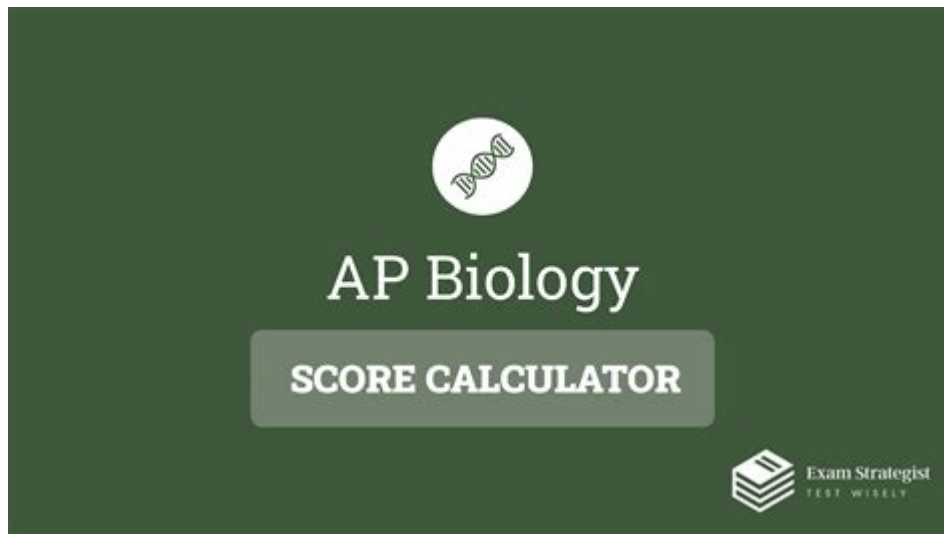 AP Biology
SCORE CALCULATOR
Exam Strategist
TEST WISELY